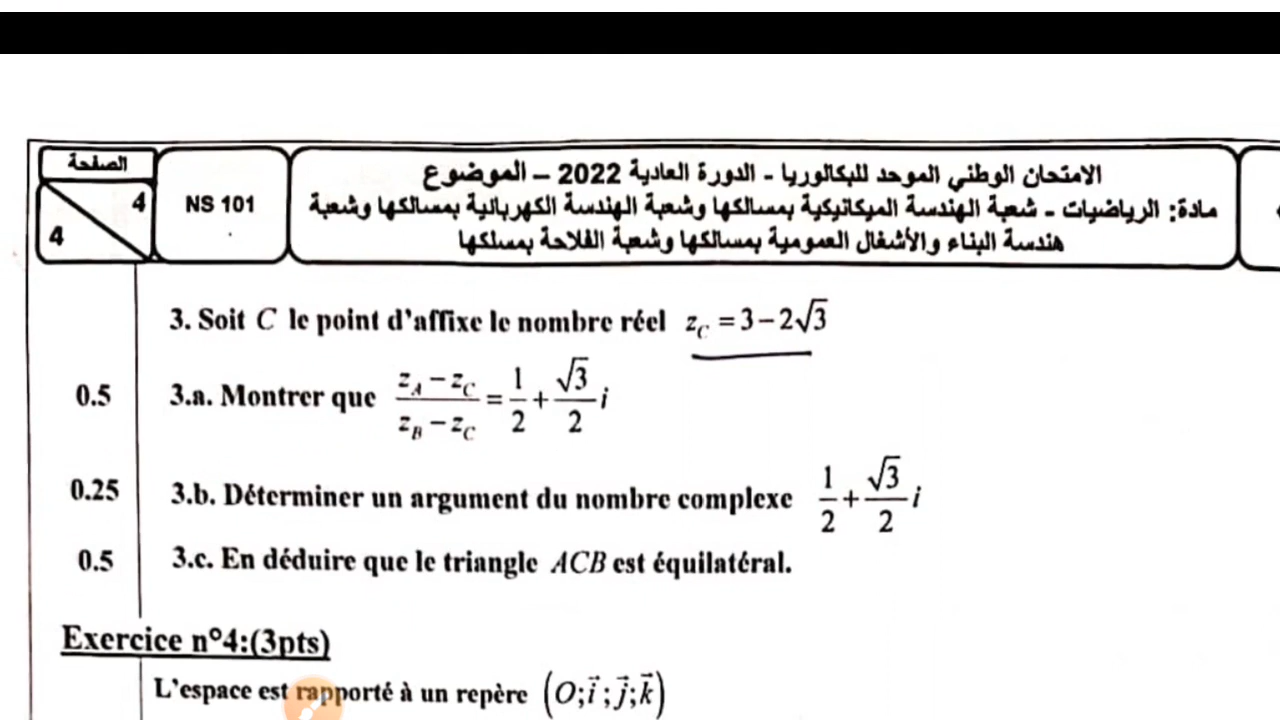 الصفحة
4
4
NS 101
الامتحان الوطني الموحد للبكالوريا - الدورة العادية 2022 – الموضوع
مادة: الرياضيات - شعبة الهندسة الميكانيكية بمسالكها وشعبة الهندسة الكهربائية بمسالكها وشعبة
هندسة البناء والأشغال العمومية بمسالكها وشعبة الفلاحة بمسلكها
3. Soit C le point d'affixe le nombre réel z_C = 3 − 2√3
0.5 3.a. Montrer que (z_A − z_C)/(z_B − z_C) = 1/2 + √3/2 i
0.25 3.b. Déterminer un argument du nombre complexe 1/2 + √3/2 i
0.5 3.c. En déduire que le triangle ACB est équilatéral.
Exercice n°4:(3pts)
L'espace est rapporté à un repère (O;i⃗;j⃗;k⃗)